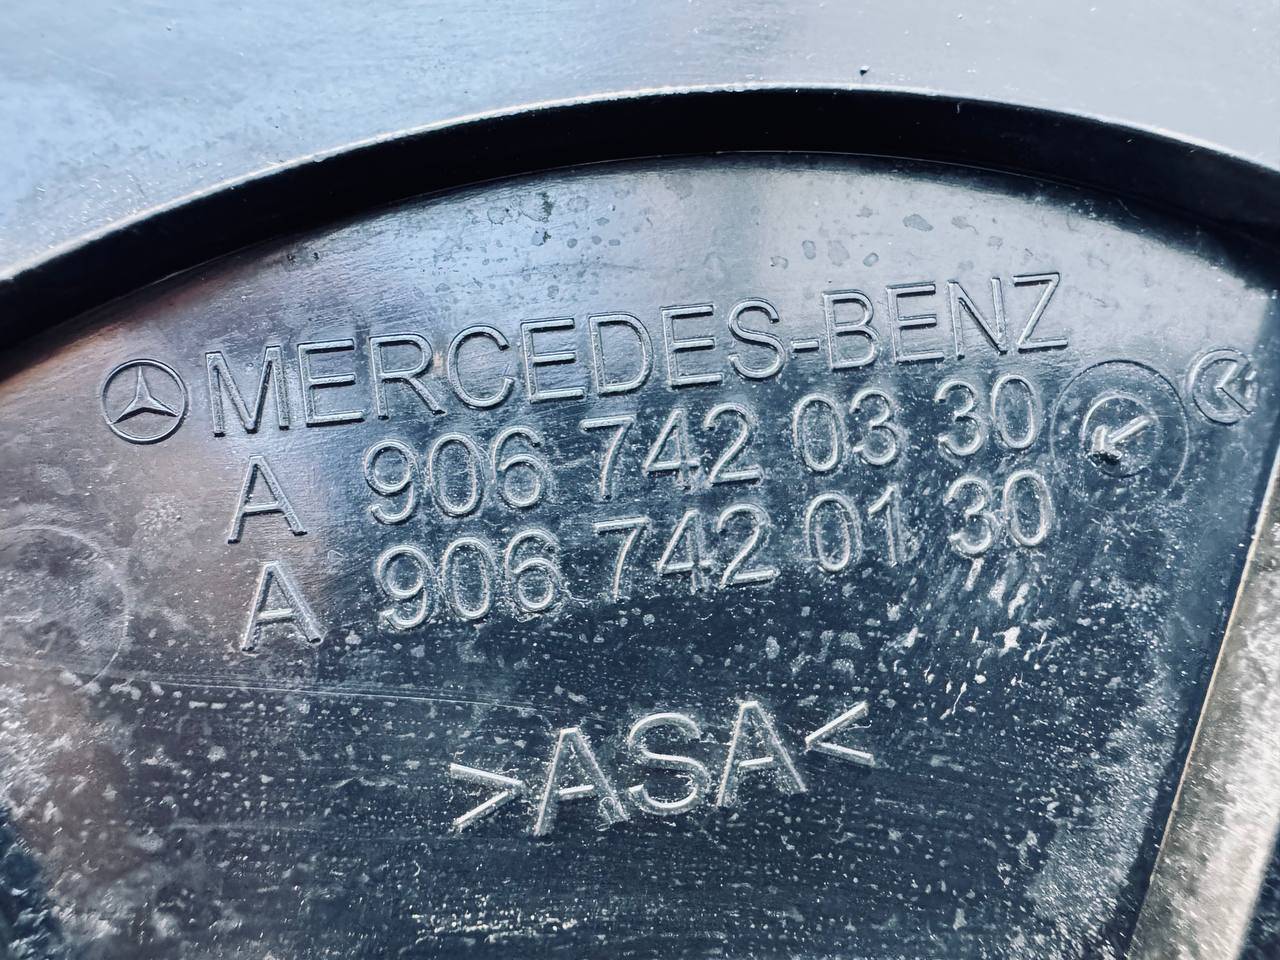 MERCEDES-BENZ
A 906 742 03 30
A 906 742 01 30
>ASA<